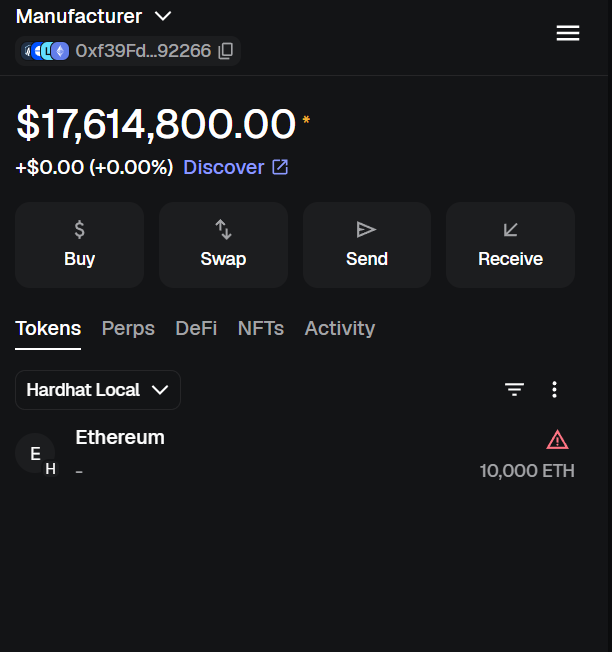 Manufacturer
0xf39Fd...92266
$17,614,800.00 *
+$0.00 (+0.00%) Discover
Buy Swap Send Receive
Tokens Perps DeFi NFTs Activity
Hardhat Local
E H Ethereum
-
10,000 ETH